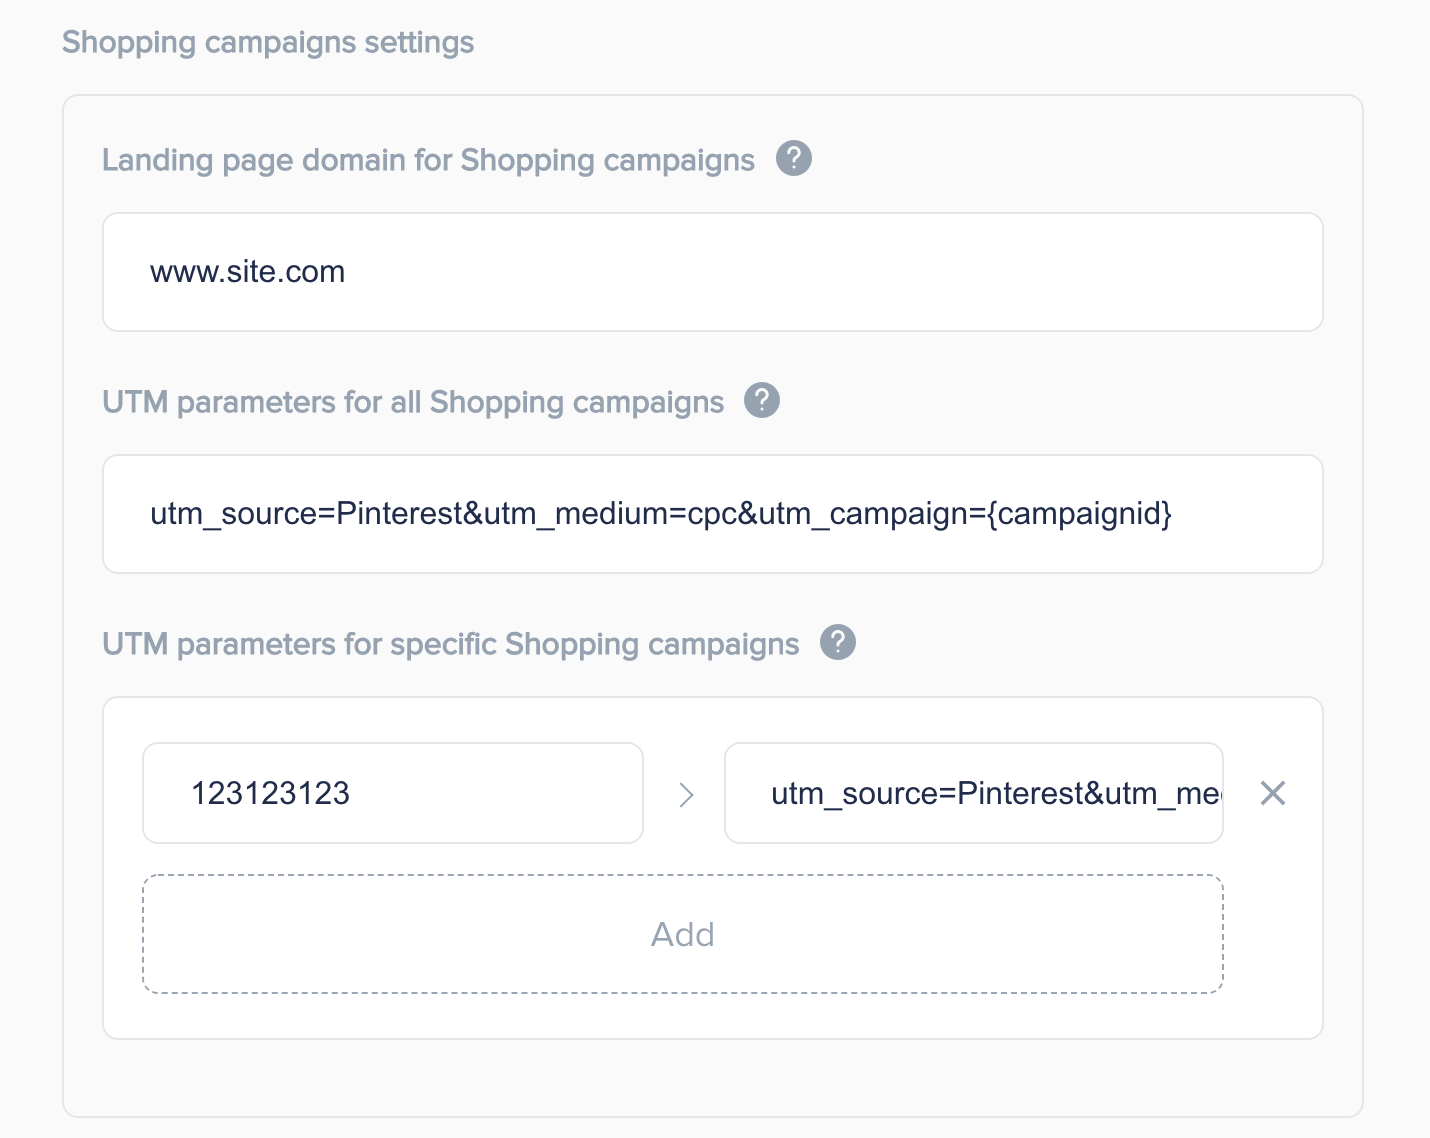 Shopping campaigns settings
Landing page domain for Shopping campaigns ?
www.site.com
UTM parameters for all Shopping campaigns ?
utm_source=Pinterest&utm_medium=cpc&utm_campaign={campaignid}
UTM parameters for specific Shopping campaigns ?
123123123 > utm_source=Pinterest&utm_me
Add